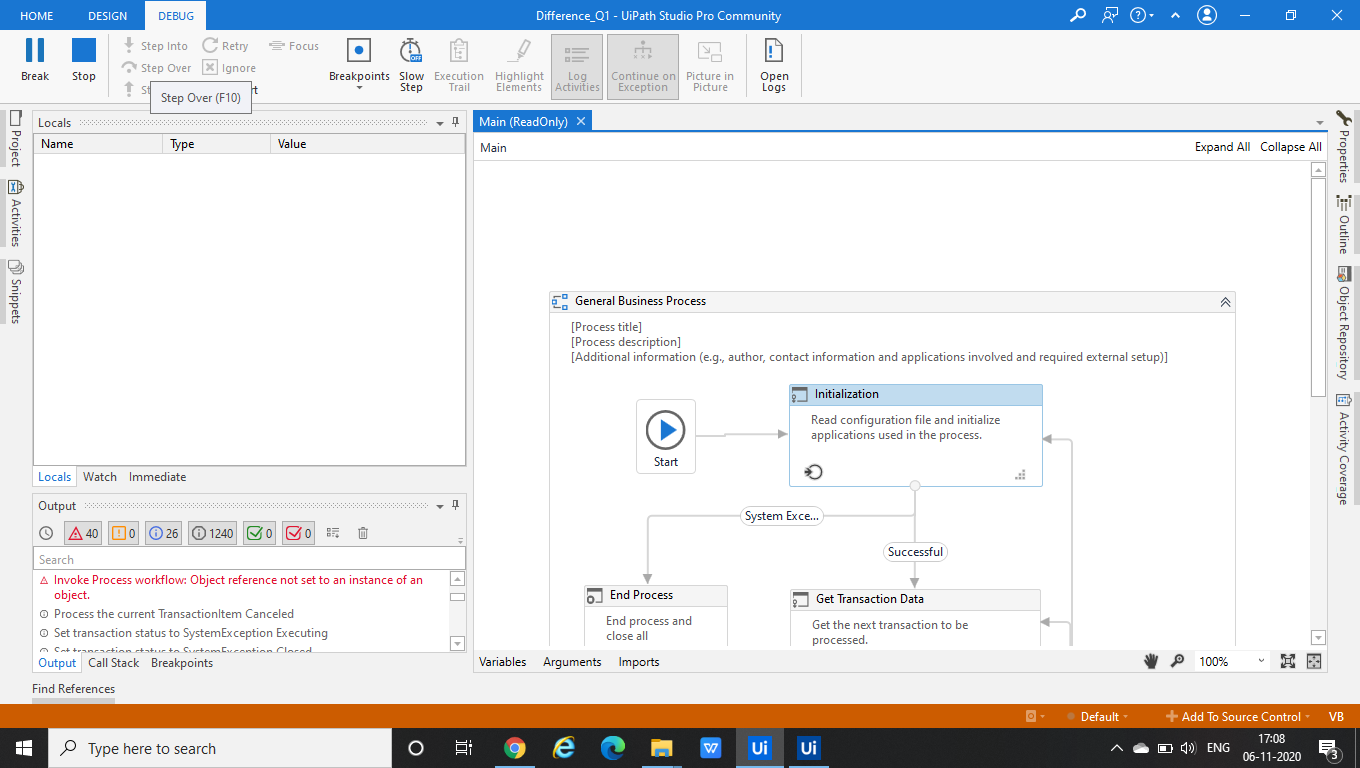 HOME DESIGN DEBUG Difference_Q1 - UiPath Studio Pro Community
Break Stop Step Into Retry Focus
Step Over Ignore
Step Over (F10)
Breakpoints Slow Step Execution Trail Highlight Elements Log Activities Continue on Exception Picture in Picture Open Logs
Project
Activities
Snippets
Locals
Name Type Value
Locals Watch Immediate
Output
40 0 26 1240 0 0
Search
Invoke Process workflow: Object reference not set to an instance of an
object.
Process the current TransactionItem Canceled
Set transaction status to SystemException Executing
Set transaction status to SystemException Closed
Output Call Stack Breakpoints
Find References
Main (ReadOnly)
Main Expand All Collapse All
General Business Process
[Process title]
[Process description]
[Additional information (e.g., author, contact information and applications involved and required external setup)]
Start
Initialization
Read configuration file and initialize
applications used in the process.
System Exce...
Successful
End Process
End process and
close all
Get Transaction Data
Get the next transaction to be
processed.
Variables Arguments Imports 100%
Properties
Outline
Object Repository
Activity Coverage
Default Add To Source Control VB
Type here to search
W Ui Ui
ENG
17:08
06-11-2020
3